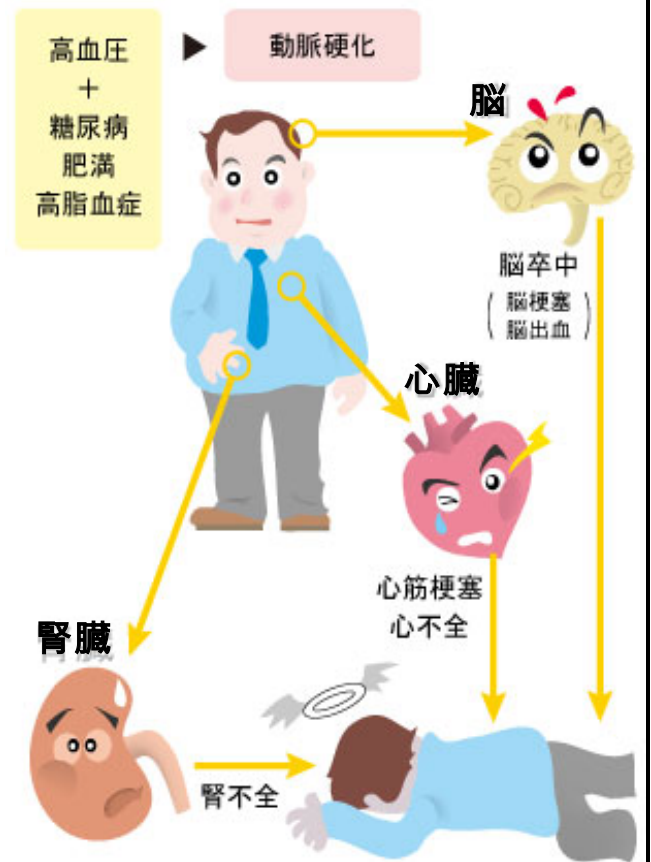 高血圧
＋
糖尿病
肥満
高脂血症
動脈硬化
脳
脳卒中
(脳梗塞
脳出血)
心臓
心筋梗塞
心不全
腎臓
腎不全